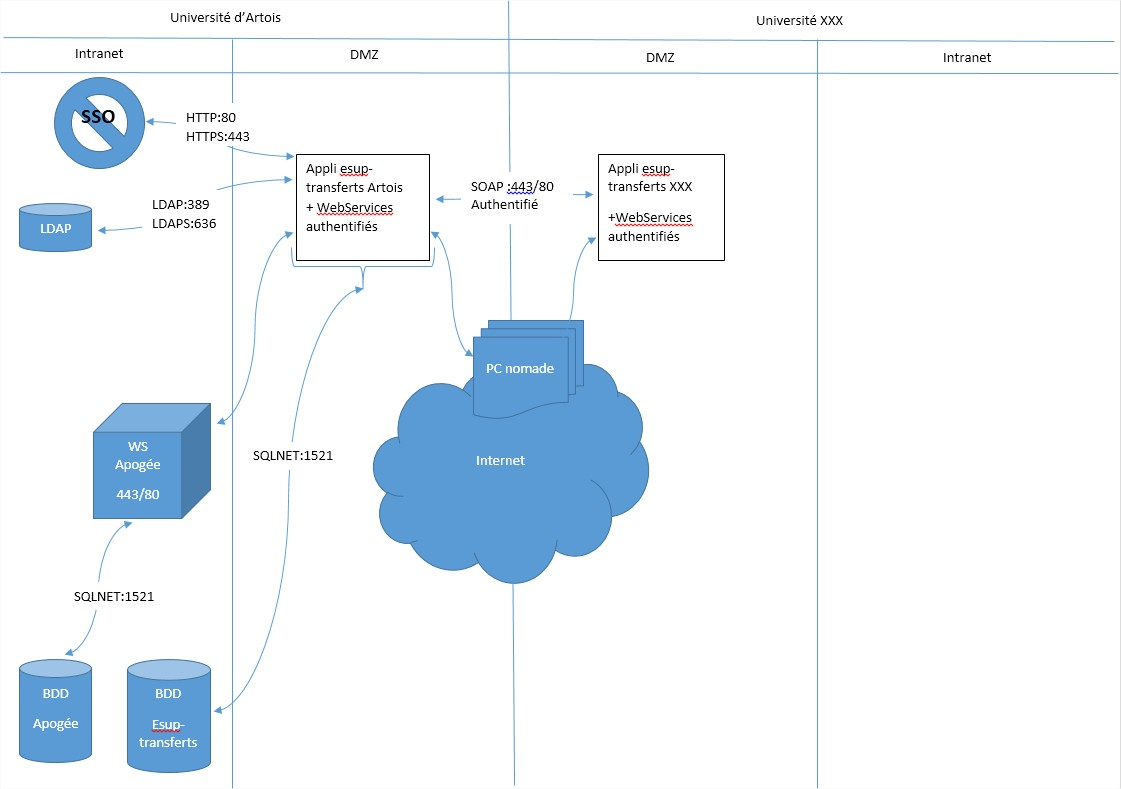 Université d'Artois
Université XXX
Intranet
DMZ
DMZ
Intranet
SSO
HTTP:80
HTTPS:443
LDAP:389
LDAPS:636
LDAP
Appli esup-
transferts Artois
+ WebServices
authentifiés
SOAP :443/80
Authentifié
Appli esup-
transferts XXX
+WebServices
authentifiés
PC nomade
Internet
WS
Apogée
443/80
SQLNET:1521
SQLNET:1521
BDD
Apogée
BDD
Esup-
transferts